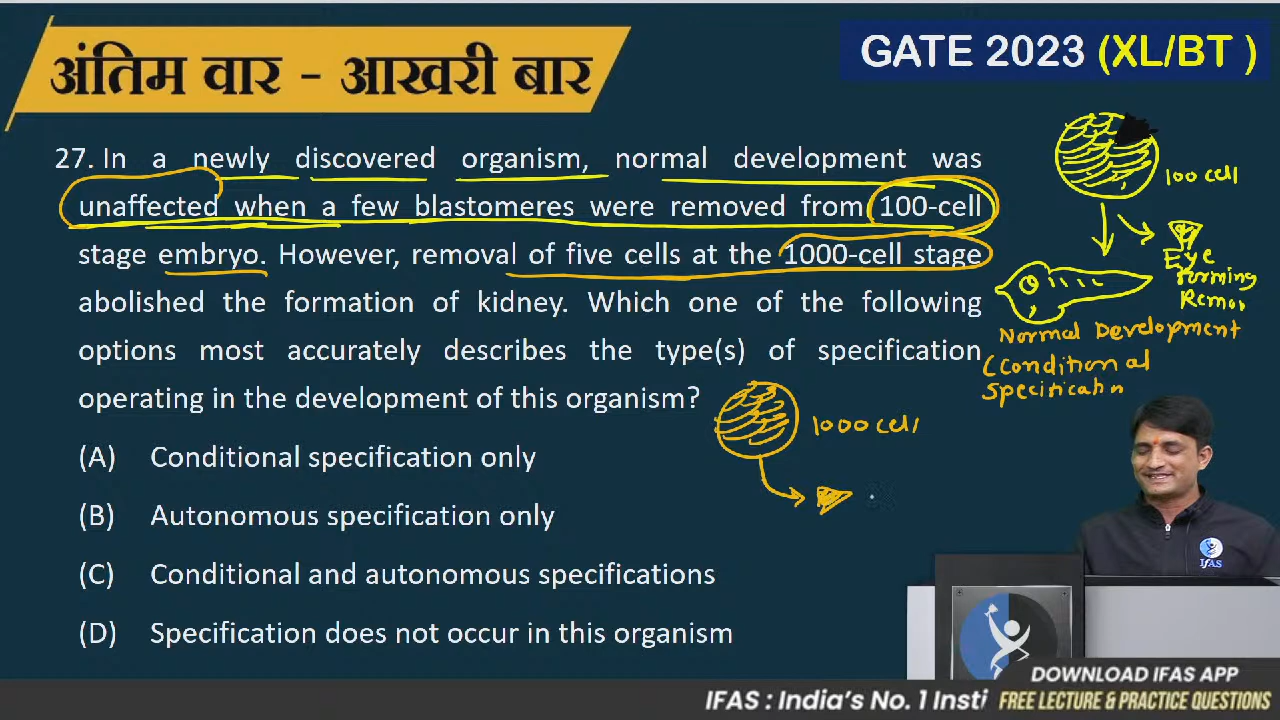 अंतिम वार - आखरी बार
GATE 2023 (XL/BT )
27. In a newly discovered organism, normal development was
unaffected when a few blastomeres were removed from 100-cell
stage embryo. However, removal of five cells at the 1000-cell stage
abolished the formation of kidney. Which one of the following
options most accurately describes the type(s) of specification
operating in the development of this organism?
(A) Conditional specification only
(B) Autonomous specification only
(C) Conditional and autonomous specifications
(D) Specification does not occur in this organism
100 cell
Eye
forming
Remov
Normal Development
(Conditional
Specification
1000 cell
IFAS
DOWNLOAD IFAS APP
IFAS : India's No. 1 Insti
FREE LECTURE & PRACTICE QUESTIONS